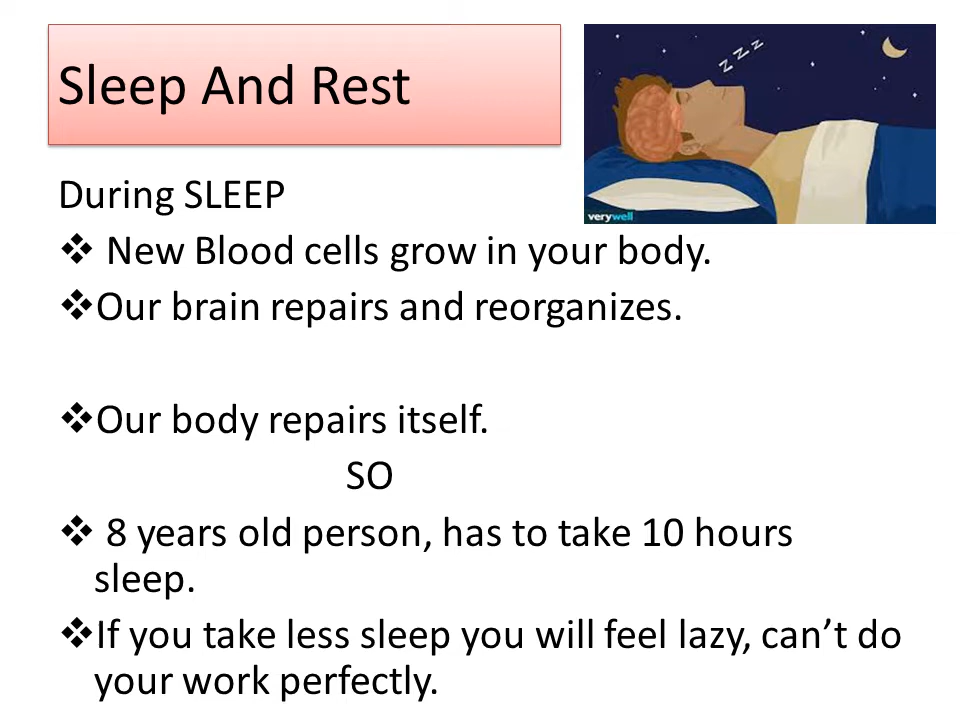 Sleep And Rest
z z z
verywell
During SLEEP
❖ New Blood cells grow in your body.
❖Our brain repairs and reorganizes.
❖Our body repairs itself.
SO
❖ 8 years old person, has to take 10 hours
sleep.
❖If you take less sleep you will feel lazy, can’t do
your work perfectly.